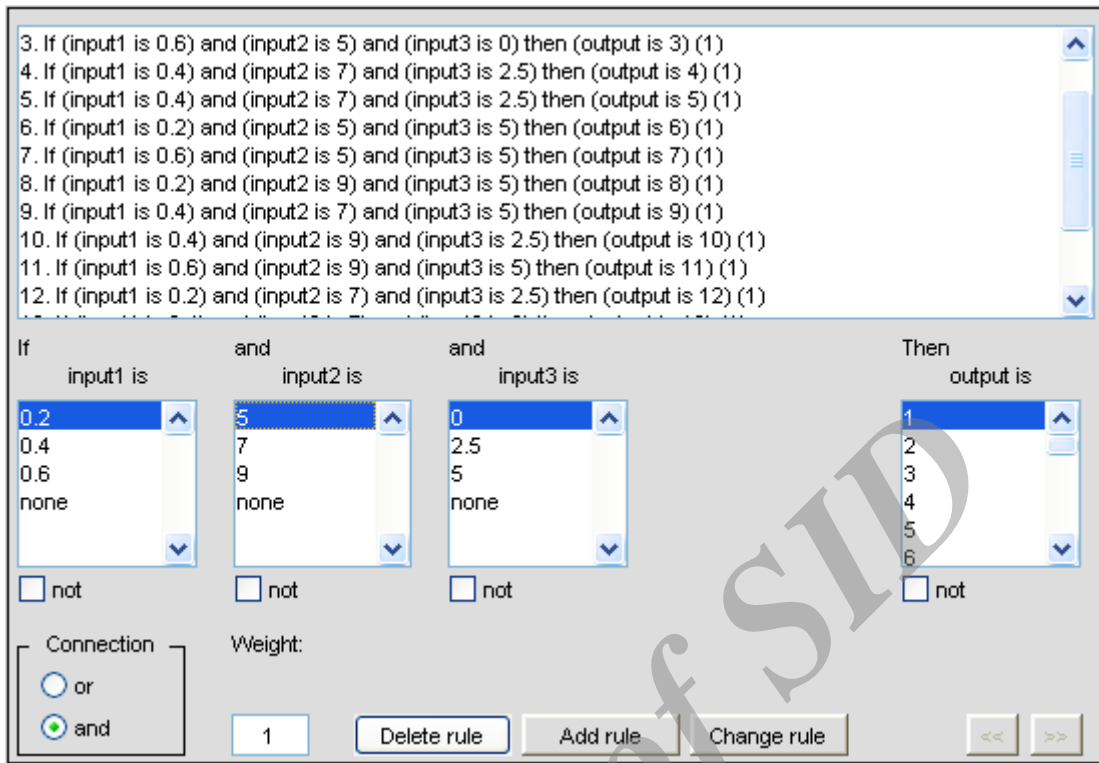 3. If (input1 is 0.6) and (input2 is 5) and (input3 is 0) then (output is 3) (1)
4. If (input1 is 0.4) and (input2 is 7) and (input3 is 2.5) then (output is 4) (1)
5. If (input1 is 0.4) and (input2 is 7) and (input3 is 2.5) then (output is 5) (1)
6. If (input1 is 0.2) and (input2 is 5) and (input3 is 5) then (output is 6) (1)
7. If (input1 is 0.6) and (input2 is 5) and (input3 is 5) then (output is 7) (1)
8. If (input1 is 0.2) and (input2 is 9) and (input3 is 5) then (output is 8) (1)
9. If (input1 is 0.4) and (input2 is 7) and (input3 is 5) then (output is 9) (1)
10. If (input1 is 0.4) and (input2 is 9) and (input3 is 2.5) then (output is 10) (1)
11. If (input1 is 0.6) and (input2 is 9) and (input3 is 5) then (output is 11) (1)
12. If (input1 is 0.2) and (input2 is 7) and (input3 is 2.5) then (output is 12) (1)
If and and Then
input1 is input2 is input3 is output is
0.2 5 0 1
0.4 7 2.5 2
0.6 9 5 3
none none none 4
5
6
not not not not
Connection Weight:
or
and 1 Delete rule Add rule Change rule << >>
of SID